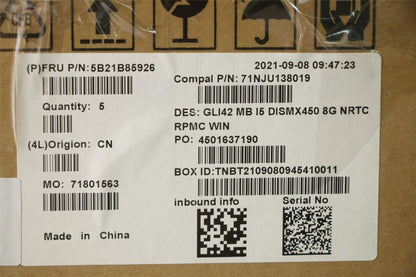 (P)FRU P/N:5B21B85926
2021-09-08 09:47:23
Compal P/N: 71NJU138019
Quantity: 5
DES: GLI42 MB I5 DISMX450 8G NRTC
RPMC WIN
(4L)Origion: CN
PO: 4501637190
MO: 71801563
BOX ID:TNBT2109080945410011
inbound info
Serial No
Made in China